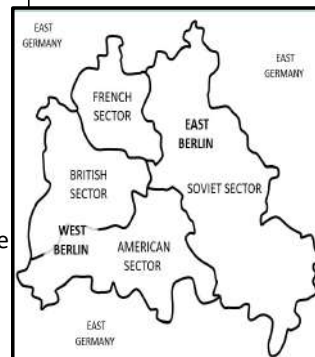 EAST
GERMANY
EAST
GERMANY
FRENCH
SECTOR
EAST
BERLIN
BRITISH
SECTOR
SOVIET SECTOR
WEST
BERLIN
AMERICAN
SECTOR
e
EAST
GERMANY